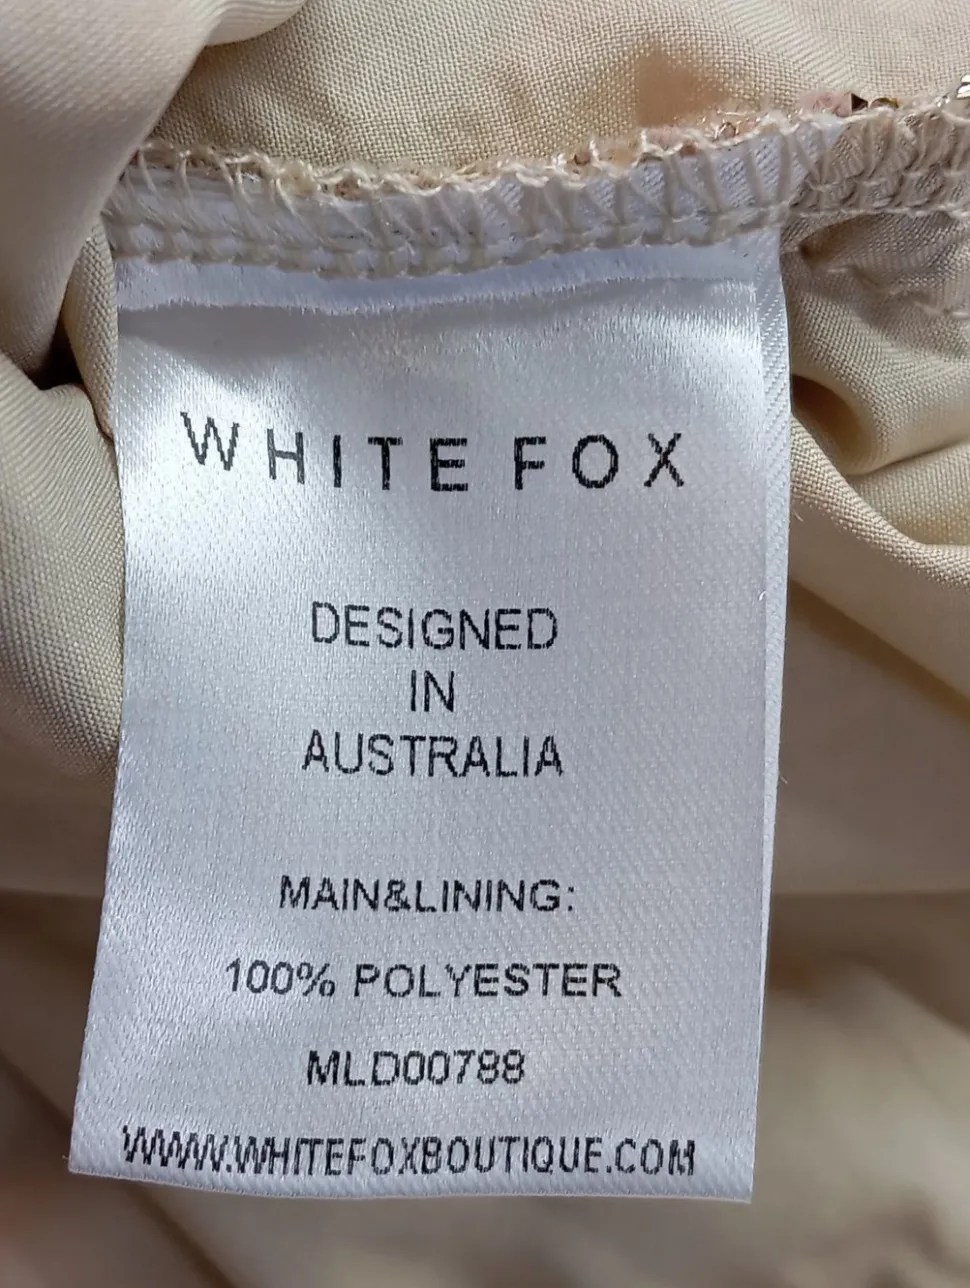 WHITE FOX
DESIGNED
IN
AUSTRALIA
MAIN&LINING:
100% POLYESTER
MLD00788
WWW.WHITEFOXBOUTIQUE.COM